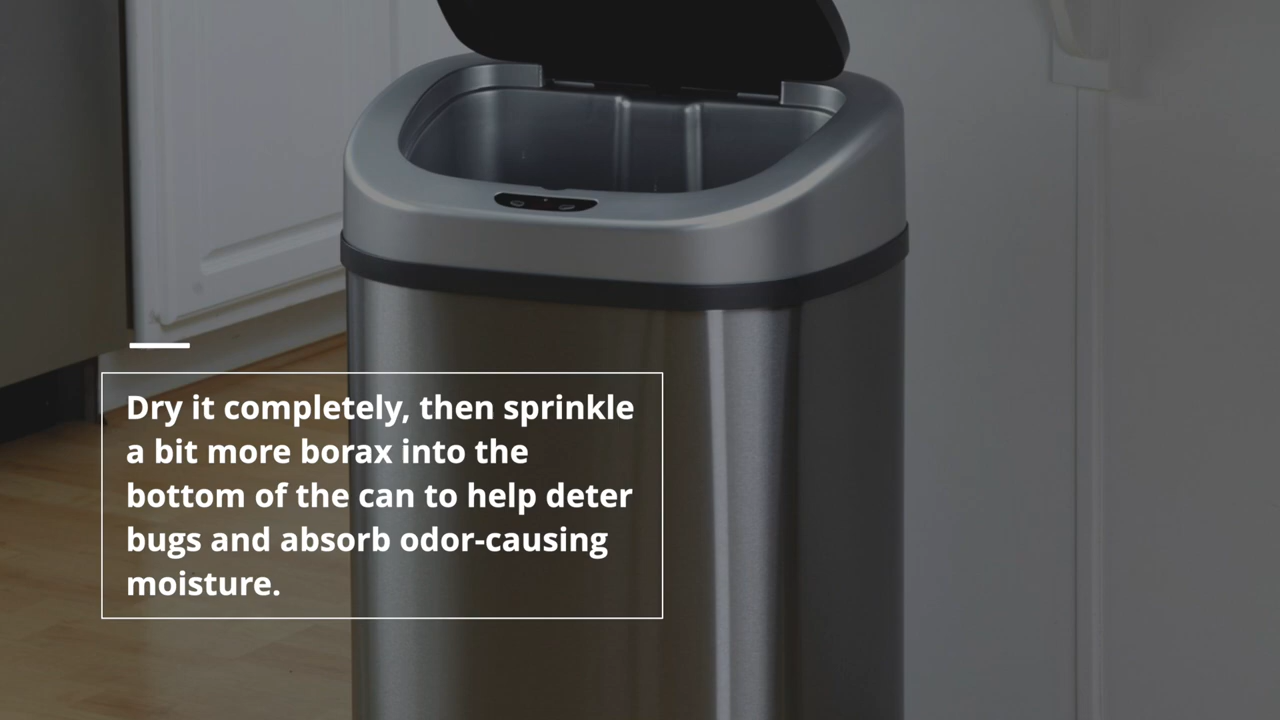 Dry it completely, then sprinkle
a bit more borax into the
bottom of the can to help deter
bugs and absorb odor-causing
moisture.